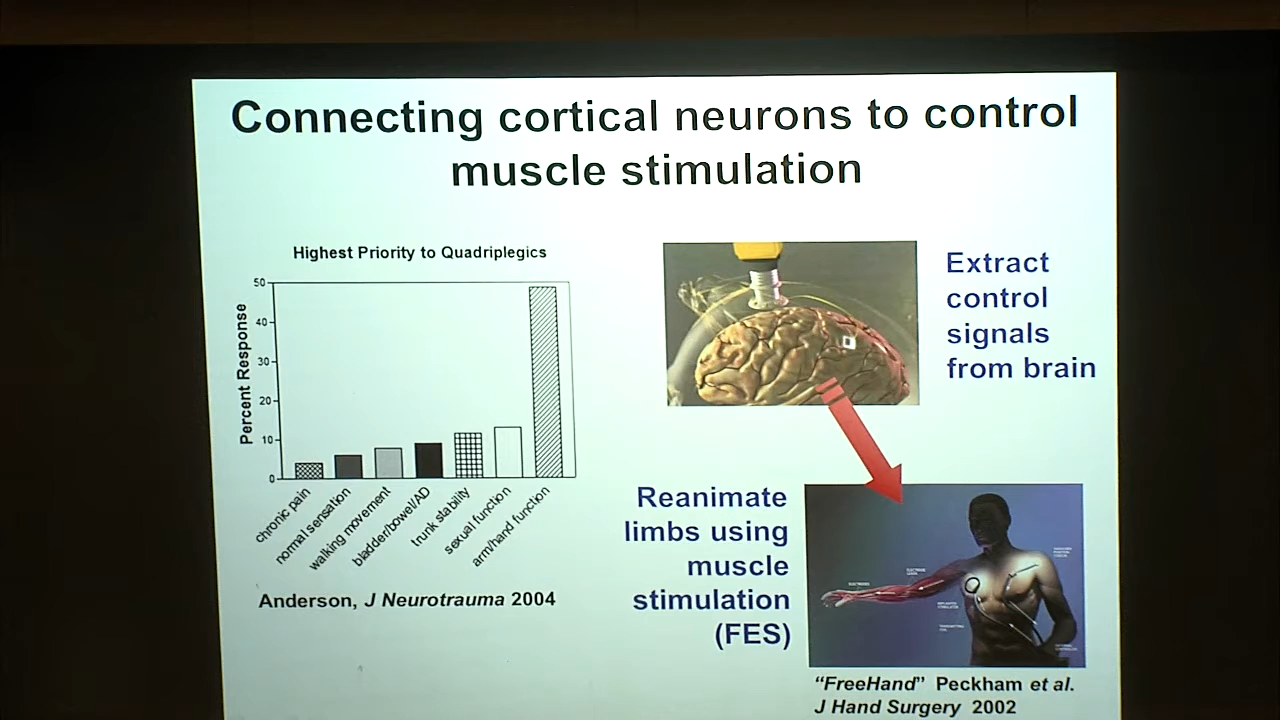 Connecting cortical neurons to control
muscle stimulation
Highest Priority to Quadriplegics
Percent Response
50
40
30
20
10
0
chronic pain
normal sensation
walking movement
bladder/bowel/AD
trunk stability
sexual function
arm/hand function
Anderson, J Neurotrauma 2004
Extract
control
signals
from brain
Reanimate
limbs using
muscle
stimulation
(FES)
“FreeHand” Peckham et al.
J Hand Surgery 2002